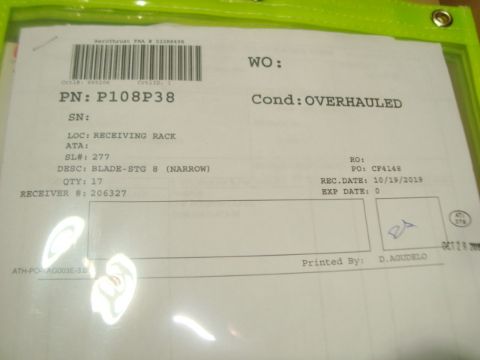 WO:
PN: P108P38
Cond: OVERHAULED
SN:
LOC: RECEIVING RACK
ATA:
SL#: 277
DESC: BLADE-STG 8 (NARROW)
RO:
PO: CF4148
QTY: 17
REC.DATE: 10/19/2018
RECEIVER #: 206327
EXP DATE: 0
Printed By: D.AGUDELO